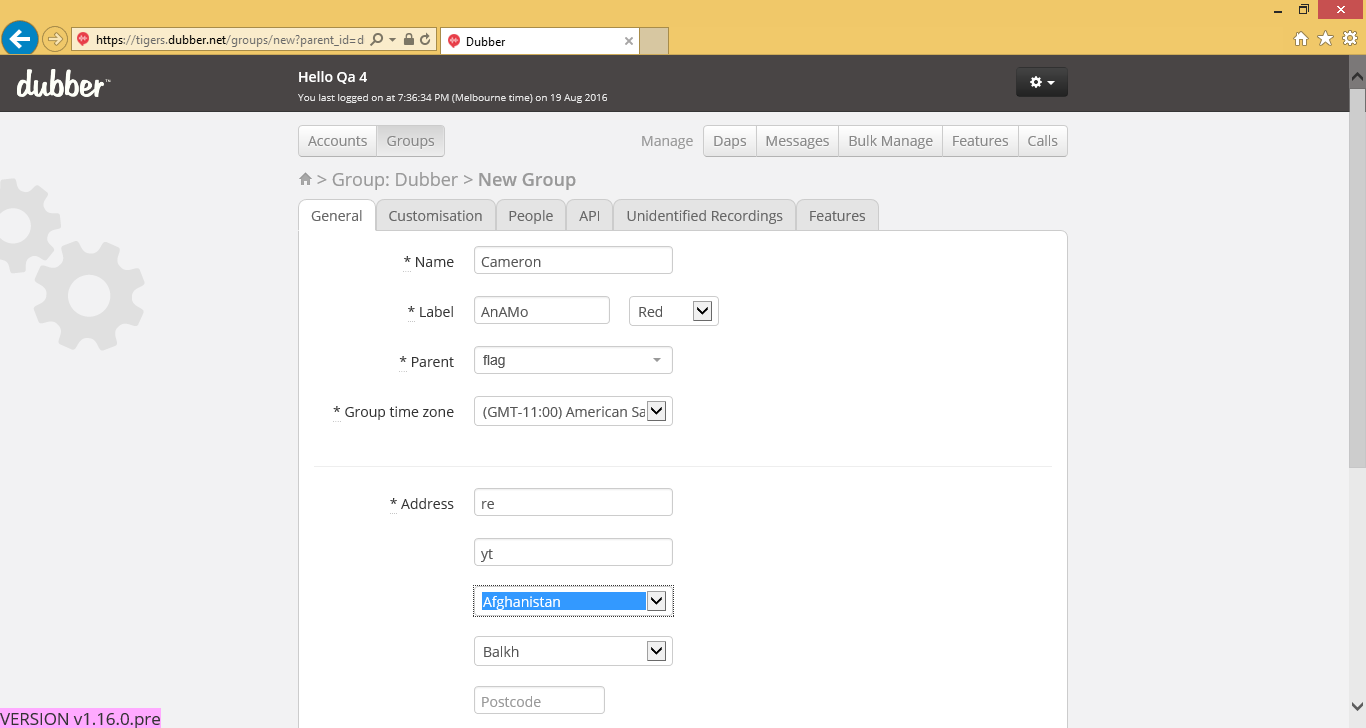 https://tigers.dubber.net/groups/new?parent_id=d
Dubber
dubber™
Hello Qa 4
You last logged on at 7:36:34 PM (Melbourne time) on 19 Aug 2016
Accounts Groups Manage Daps Messages Bulk Manage Features Calls
> Group: Dubber > New Group
General Customisation People API Unidentified Recordings Features
* Name Cameron
* Label AnAMo Red
* Parent flag
* Group time zone (GMT-11:00) American Sa
* Address re
yt
Afghanistan
Balkh
Postcode
VERSION v1.16.0.pre